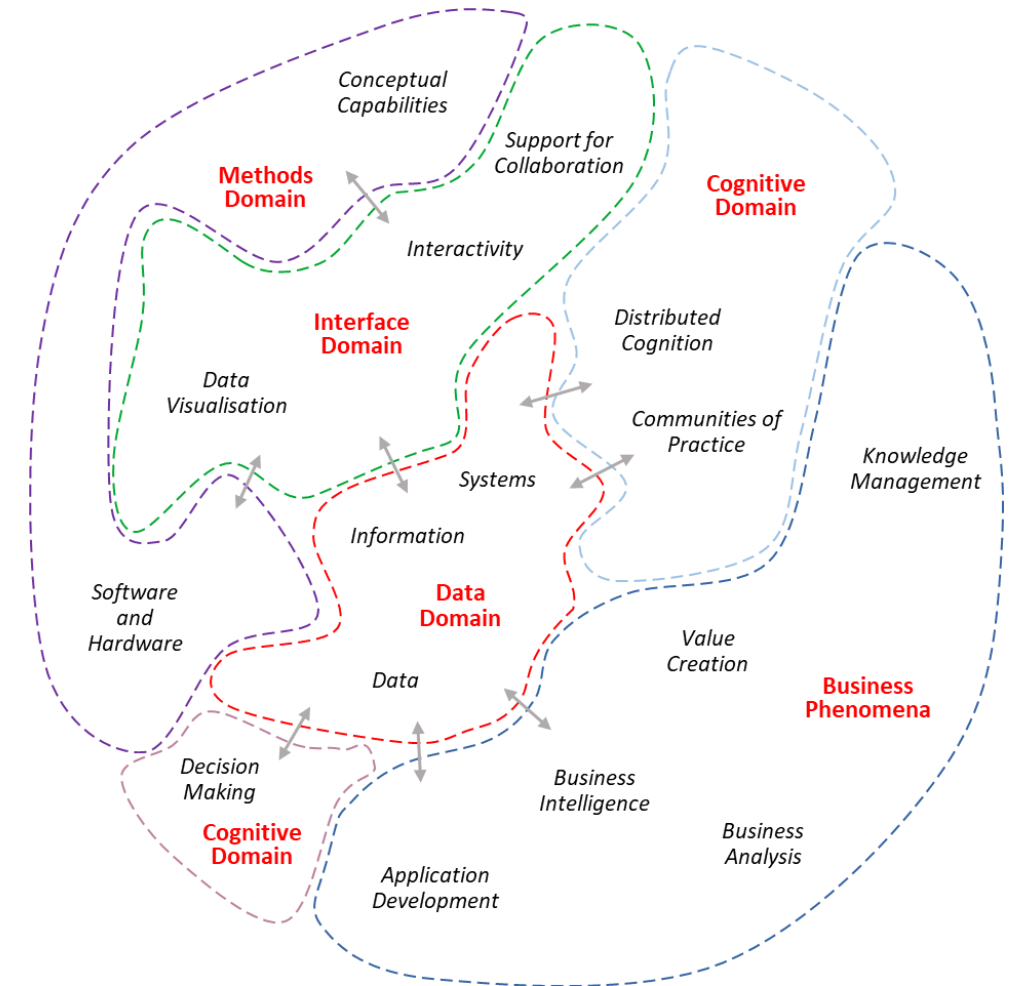 Conceptual
Capabilities
Support for
Collaboration
Methods
Domain
Cognitive
Domain
Interactivity
Interface
Domain
Distributed
Cognition
Data
Visualisation
Communities of
Practice
Knowledge
Management
Systems
Information
Software
and
Hardware
Data
Domain
Value
Creation
Data
Business
Phenomena
Decision
Making
Business
Intelligence
Cognitive
Domain
Business
Analysis
Application
Development